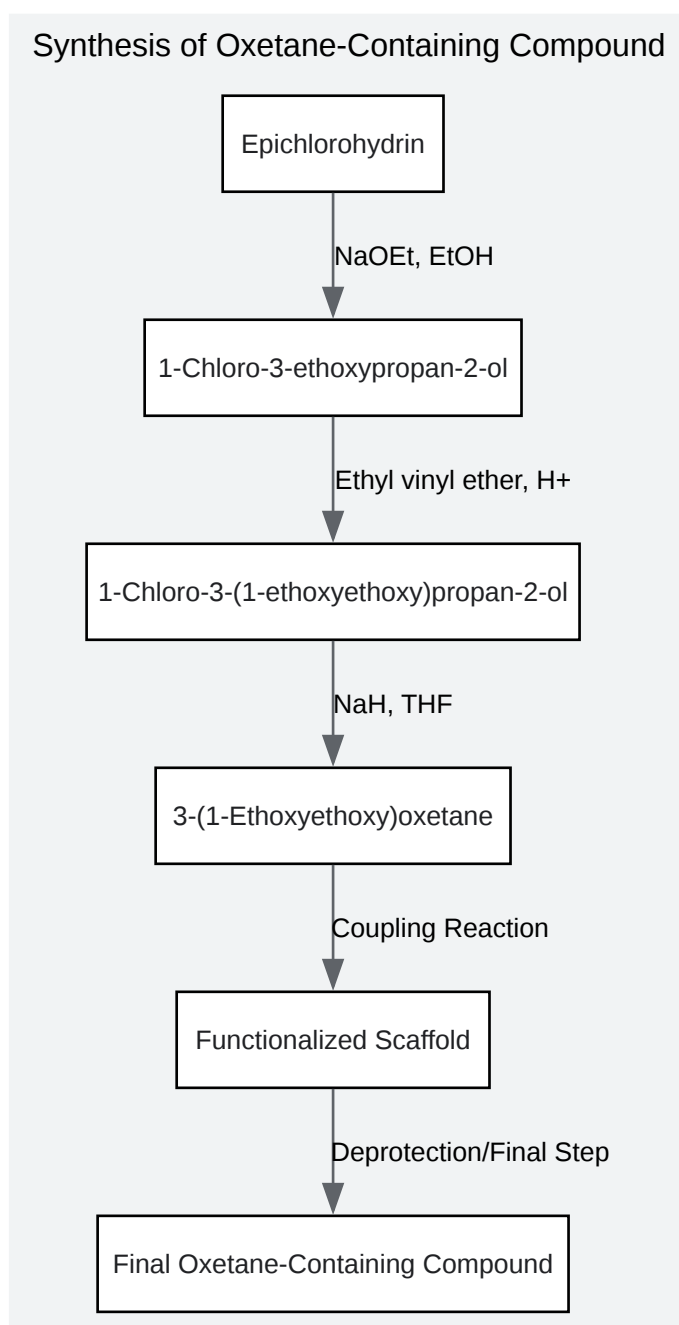 Synthesis of Oxetane-Containing Compound
Epichlorohydrin
NaOEt, EtOH
1-Chloro-3-ethoxypropan-2-ol
Ethyl vinyl ether, H+
1-Chloro-3-(1-ethoxyethoxy)propan-2-ol
NaH, THF
3-(1-Ethoxyethoxy)oxetane
Coupling Reaction
Functionalized Scaffold
Deprotection/Final Step
Final Oxetane-Containing Compound